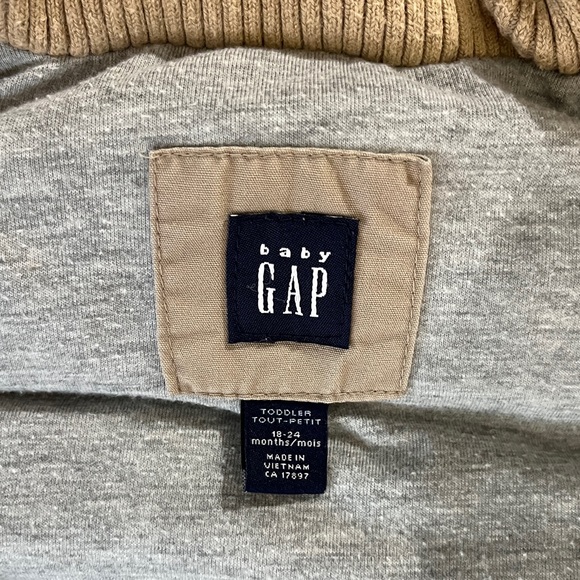 baby
GAP
TODDLER
TOUT-PETIT
18-24
months/mois
MADE IN
VIETNAM
CA 17897